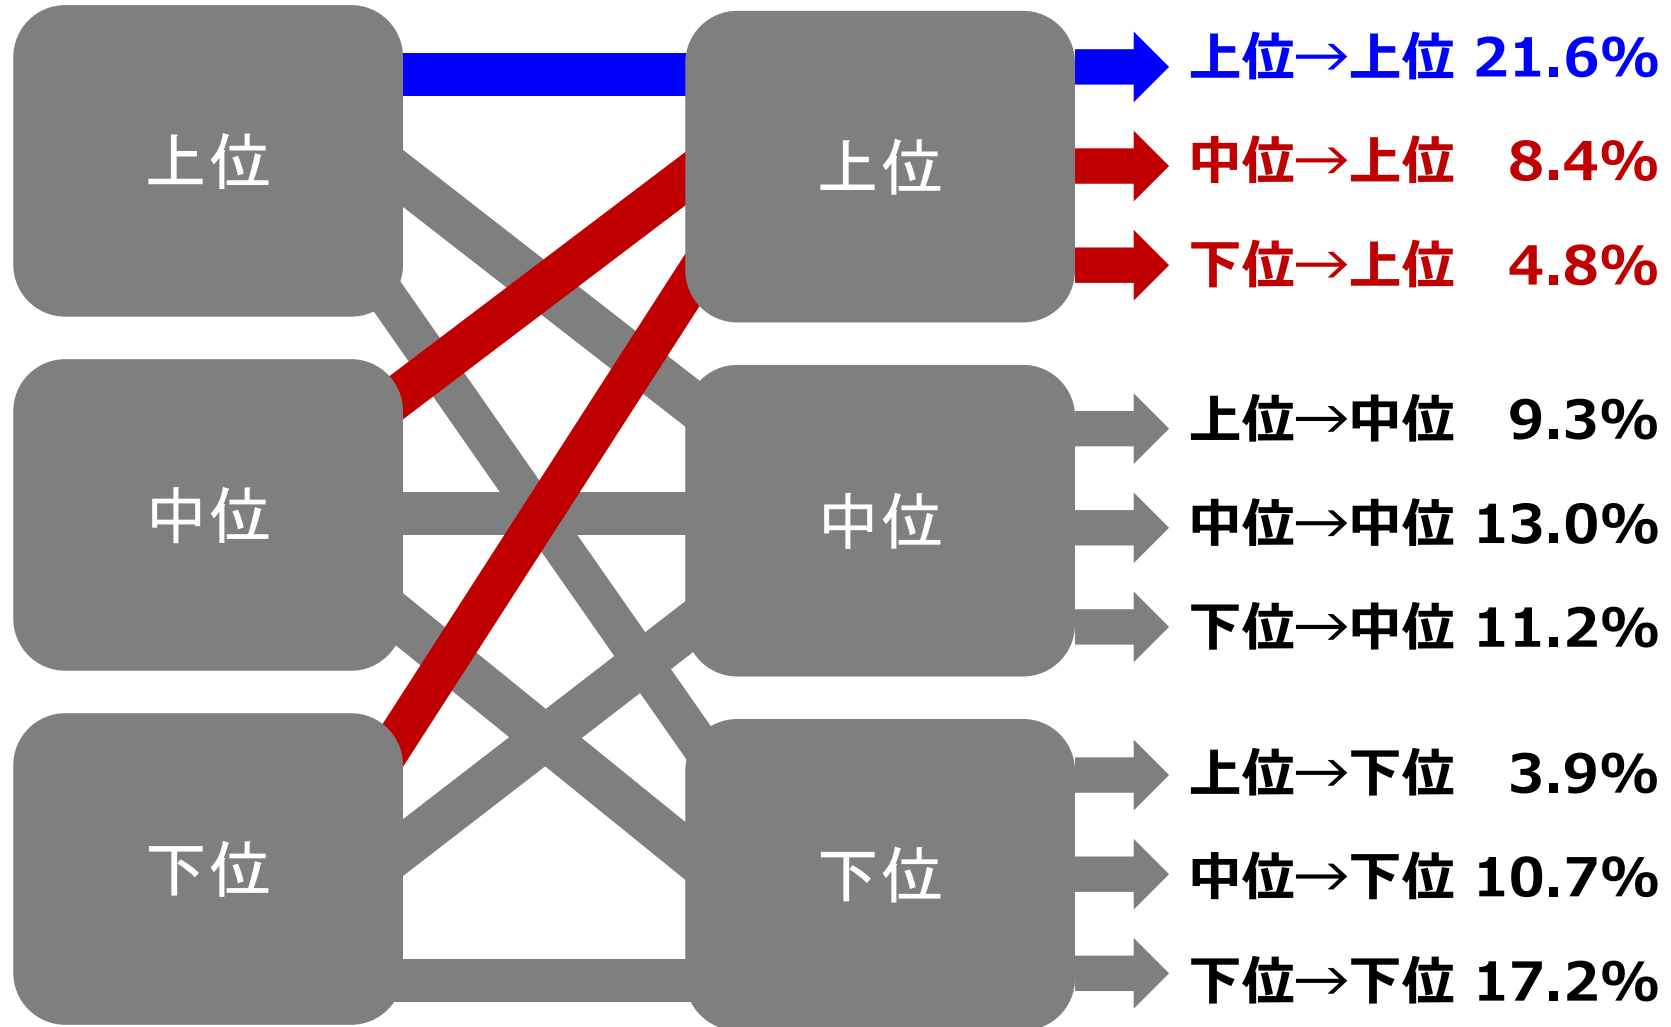 上位
中位
下位
上位
中位
下位
上位→上位 21.6%
中位→上位 8.4%
下位→上位 4.8%
上位→中位 9.3%
中位→中位 13.0%
下位→中位 11.2%
上位→下位 3.9%
中位→下位 10.7%
下位→下位 17.2%